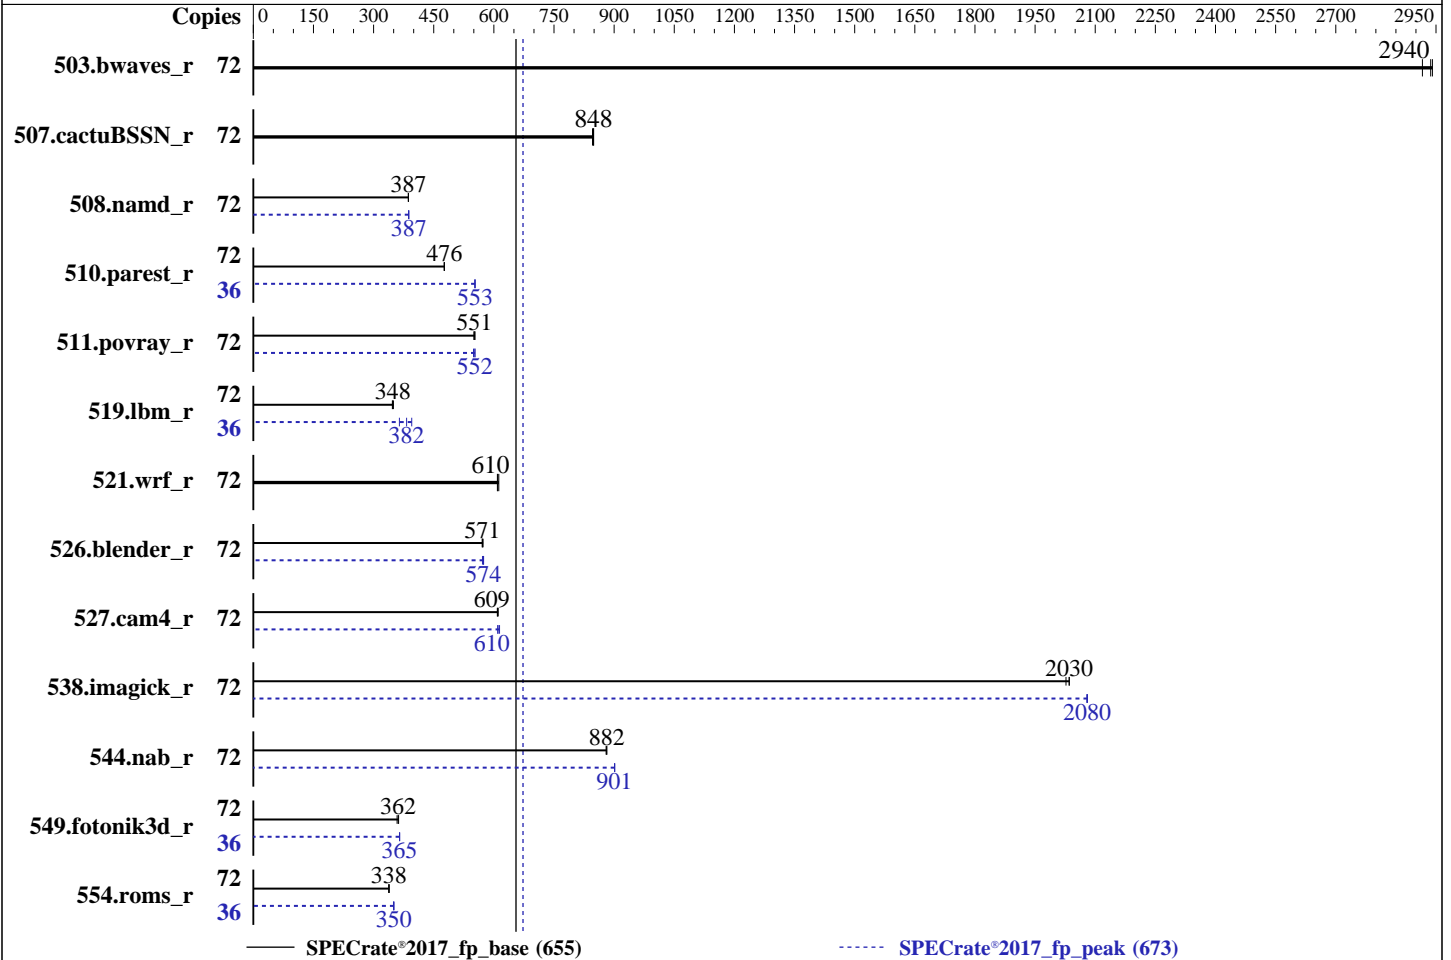 Copies 0 150 300 450 600 750 900 1050 1200 1350 1500 1650 1800 1950 2100 2250 2400 2550 2700 2950
503.bwaves_r 72 2940
507.cactuBSSN_r 72 848
508.namd_r 72 387
387
510.parest_r 72 476
36 553
511.povray_r 72 551
552
519.lbm_r 72 348
36 382
521.wrf_r 72 610
526.blender_r 72 571
574
527.cam4_r 72 609
610
538.imagick_r 72 2030
2080
544.nab_r 72 882
901
549.fotonik3d_r 72 362
36 365
554.roms_r 72 338
36 350
SPECrate®2017_fp_base (655) SPECrate®2017_fp_peak (673)